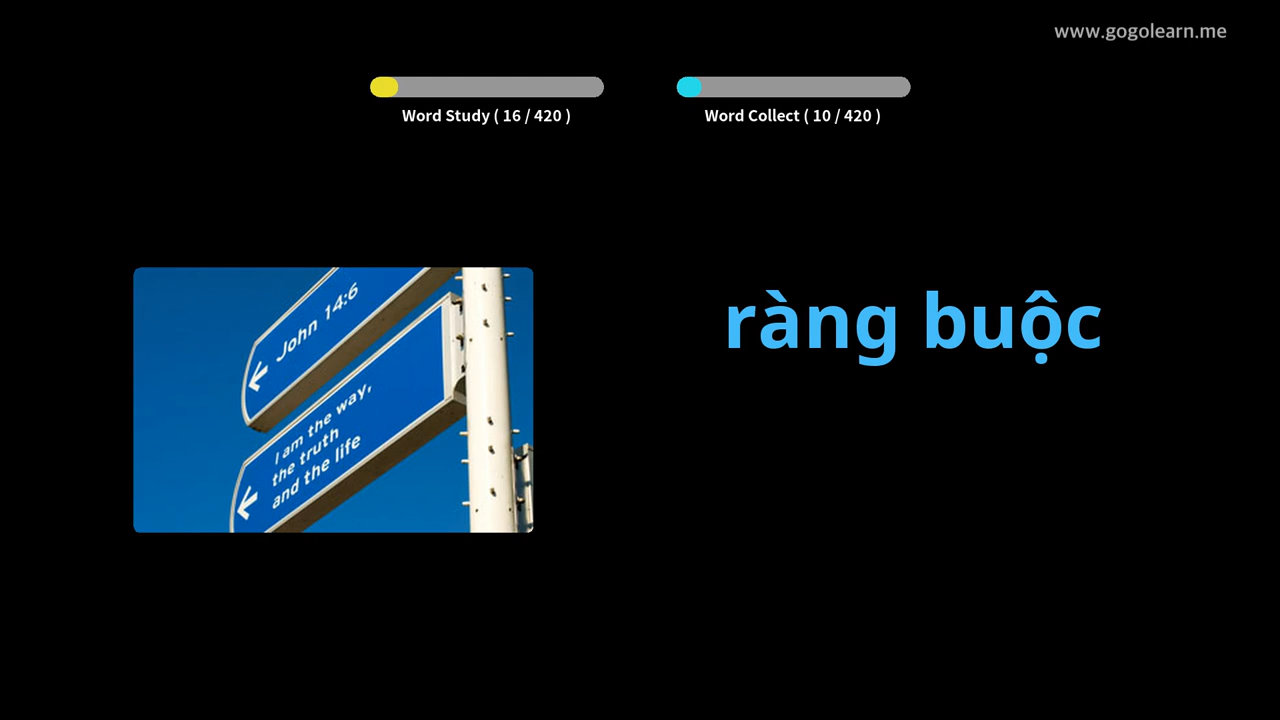 www.gogolearn.me
Word Study ( 16 / 420 )
Word Collect ( 10 / 420 )
John 14:6
I am the way,
the truth
and the life
ràng buộc